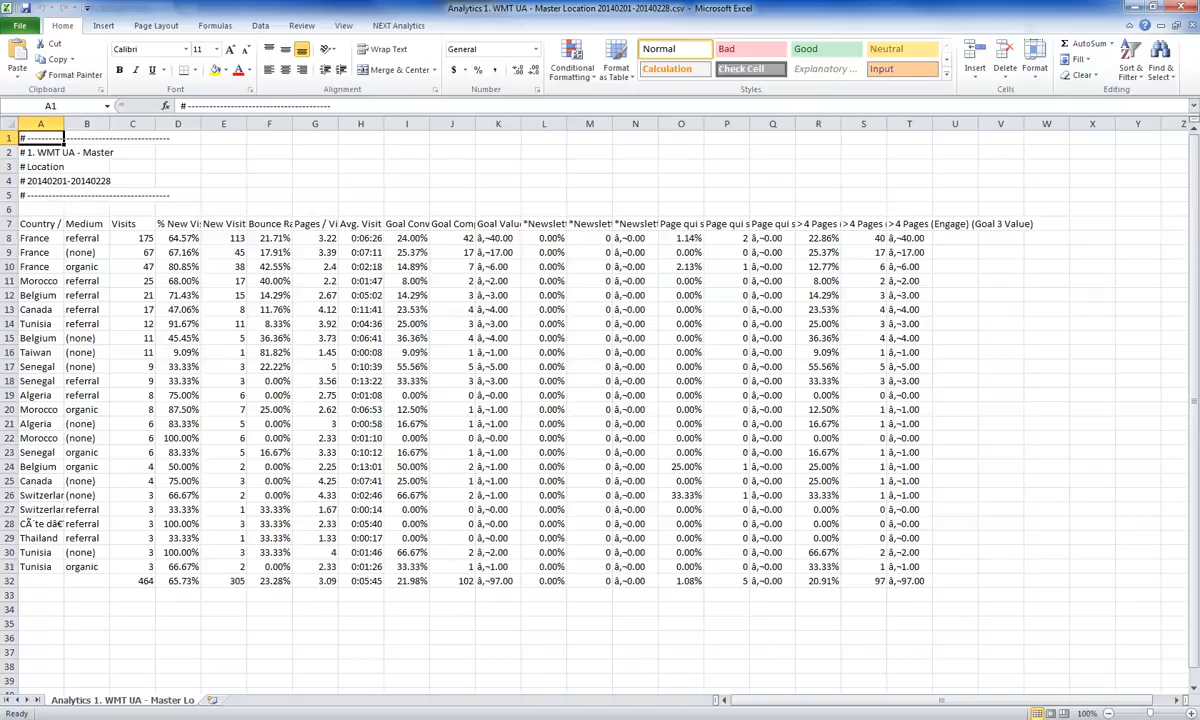 Analytics 1. WMT UA - Master Location 20140201-20140228.csv - Microsoft Excel
File Home Insert Page Layout Formulas Data Review View NEXT Analytics
Paste Cut Copy Format Painter Clipboard
Calibri 11 B I U Font
Wrap Text Merge & Center Alignment
General $ % , Number
Conditional Formatting Format as Table Normal Bad Good Neutral Calculation Check Cell Explanatory ... Input Styles
Insert Delete Format Cells
Σ AutoSum Fill Clear Sort & Filter Find & Select Editing
A1 fx # ----------------------------------------
A B C D E F G H I J K L M N O P Q R S T U V W X Y Z
1 # ----------------------------------------
2 # 1. WMT UA - Master
3 # Location
4 # 20140201-20140228
5 # ----------------------------------------
6
7 Country / Medium Visits % New Vi New Visit Bounce Ra Pages / Vi Avg. Visit Goal Conv Goal Comp Goal Valu *Newslett *Newslett *Newslett Page qui s Page qui s Page qui s > 4 Pages ( > 4 Pages ( > 4 Pages (Engage) (Goal 3 Value)
8 France referral 175 64.57% 113 21.71% 3.22 0:06:26 24.00% 42 â‚¬40.00 0.00% 0 â‚¬0.00 1.14% 2 â‚¬0.00 22.86% 40 â‚¬40.00
9 France (none) 67 67.16% 45 17.91% 3.39 0:07:11 25.37% 17 â‚¬17.00 0.00% 0 â‚¬0.00 0.00% 0 â‚¬0.00 25.37% 17 â‚¬17.00
10 France organic 47 80.85% 38 42.55% 2.4 0:02:18 14.89% 7 â‚¬6.00 0.00% 0 â‚¬0.00 2.13% 1 â‚¬0.00 12.77% 6 â‚¬6.00
11 Morocco referral 25 68.00% 17 40.00% 2.2 0:01:47 8.00% 2 â‚¬2.00 0.00% 0 â‚¬0.00 0.00% 0 â‚¬0.00 8.00% 2 â‚¬2.00
12 Belgium referral 21 71.43% 15 14.29% 2.67 0:05:02 14.29% 3 â‚¬3.00 0.00% 0 â‚¬0.00 0.00% 0 â‚¬0.00 14.29% 3 â‚¬3.00
13 Canada referral 17 47.06% 8 11.76% 4.12 0:11:41 23.53% 4 â‚¬4.00 0.00% 0 â‚¬0.00 0.00% 0 â‚¬0.00 23.53% 4 â‚¬4.00
14 Tunisia referral 12 91.67% 11 8.33% 3.92 0:04:36 25.00% 3 â‚¬3.00 0.00% 0 â‚¬0.00 0.00% 0 â‚¬0.00 25.00% 3 â‚¬3.00
15 Belgium (none) 11 45.45% 5 36.36% 3.73 0:06:41 36.36% 4 â‚¬4.00 0.00% 0 â‚¬0.00 0.00% 0 â‚¬0.00 36.36% 4 â‚¬4.00
16 Taiwan (none) 11 9.09% 1 81.82% 1.45 0:00:08 9.09% 1 â‚¬1.00 0.00% 0 â‚¬0.00 0.00% 0 â‚¬0.00 9.09% 1 â‚¬1.00
17 Senegal (none) 9 33.33% 3 22.22% 5 0:10:39 55.56% 5 â‚¬5.00 0.00% 0 â‚¬0.00 0.00% 0 â‚¬0.00 55.56% 5 â‚¬5.00
18 Senegal referral 9 33.33% 3 0.00% 3.56 0:13:22 33.33% 3 â‚¬3.00 0.00% 0 â‚¬0.00 0.00% 0 â‚¬0.00 33.33% 3 â‚¬3.00
19 Algeria referral 8 75.00% 6 0.00% 2.75 0:01:08 0.00% 0 â‚¬0.00 0.00% 0 â‚¬0.00 0.00% 0 â‚¬0.00 0.00% 0 â‚¬0.00
20 Morocco organic 8 87.50% 7 25.00% 2.62 0:06:53 12.50% 1 â‚¬1.00 0.00% 0 â‚¬0.00 0.00% 0 â‚¬0.00 12.50% 1 â‚¬1.00
21 Algeria (none) 6 83.33% 5 0.00% 3 0:00:58 16.67% 1 â‚¬1.00 0.00% 0 â‚¬0.00 0.00% 0 â‚¬0.00 16.67% 1 â‚¬1.00
22 Morocco (none) 6 100.00% 6 0.00% 2.33 0:01:10 0.00% 0 â‚¬0.00 0.00% 0 â‚¬0.00 0.00% 0 â‚¬0.00 0.00% 0 â‚¬0.00
23 Senegal organic 6 83.33% 5 16.67% 3.33 0:10:12 16.67% 1 â‚¬1.00 0.00% 0 â‚¬0.00 0.00% 0 â‚¬0.00 16.67% 1 â‚¬1.00
24 Belgium organic 4 50.00% 2 0.00% 2.25 0:13:01 50.00% 2 â‚¬1.00 0.00% 0 â‚¬0.00 25.00% 1 â‚¬0.00 25.00% 1 â‚¬1.00
25 Canada (none) 4 75.00% 3 0.00% 4.25 0:07:41 25.00% 1 â‚¬1.00 0.00% 0 â‚¬0.00 0.00% 0 â‚¬0.00 25.00% 1 â‚¬1.00
26 Switzerlar (none) 3 66.67% 2 0.00% 4.33 0:02:46 66.67% 2 â‚¬1.00 0.00% 0 â‚¬0.00 33.33% 1 â‚¬0.00 33.33% 1 â‚¬1.00
27 Switzerlar referral 3 33.33% 1 33.33% 1.67 0:00:14 0.00% 0 â‚¬0.00 0.00% 0 â‚¬0.00 0.00% 0 â‚¬0.00 0.00% 0 â‚¬0.00
28 CÃ´te dâ€™ referral 3 100.00% 3 33.33% 2.33 0:05:40 0.00% 0 â‚¬0.00 0.00% 0 â‚¬0.00 0.00% 0 â‚¬0.00 0.00% 0 â‚¬0.00
29 Thailand referral 3 33.33% 1 33.33% 1.33 0:00:17 0.00% 0 â‚¬0.00 0.00% 0 â‚¬0.00 0.00% 0 â‚¬0.00 0.00% 0 â‚¬0.00
30 Tunisia (none) 3 100.00% 3 33.33% 4 0:01:46 66.67% 2 â‚¬2.00 0.00% 0 â‚¬0.00 0.00% 0 â‚¬0.00 66.67% 2 â‚¬2.00
31 Tunisia organic 3 66.67% 2 0.00% 2.33 0:01:26 33.33% 1 â‚¬1.00 0.00% 0 â‚¬0.00 0.00% 0 â‚¬0.00 33.33% 1 â‚¬1.00
32 464 65.73% 305 23.28% 3.09 0:05:45 21.98% 102 â‚¬97.00 0.00% 0 â‚¬0.00 1.08% 5 â‚¬0.00 20.91% 97 â‚¬97.00
33
34
35
36
37
38
39
Analytics 1. WMT UA - Master Lo
Ready 100%